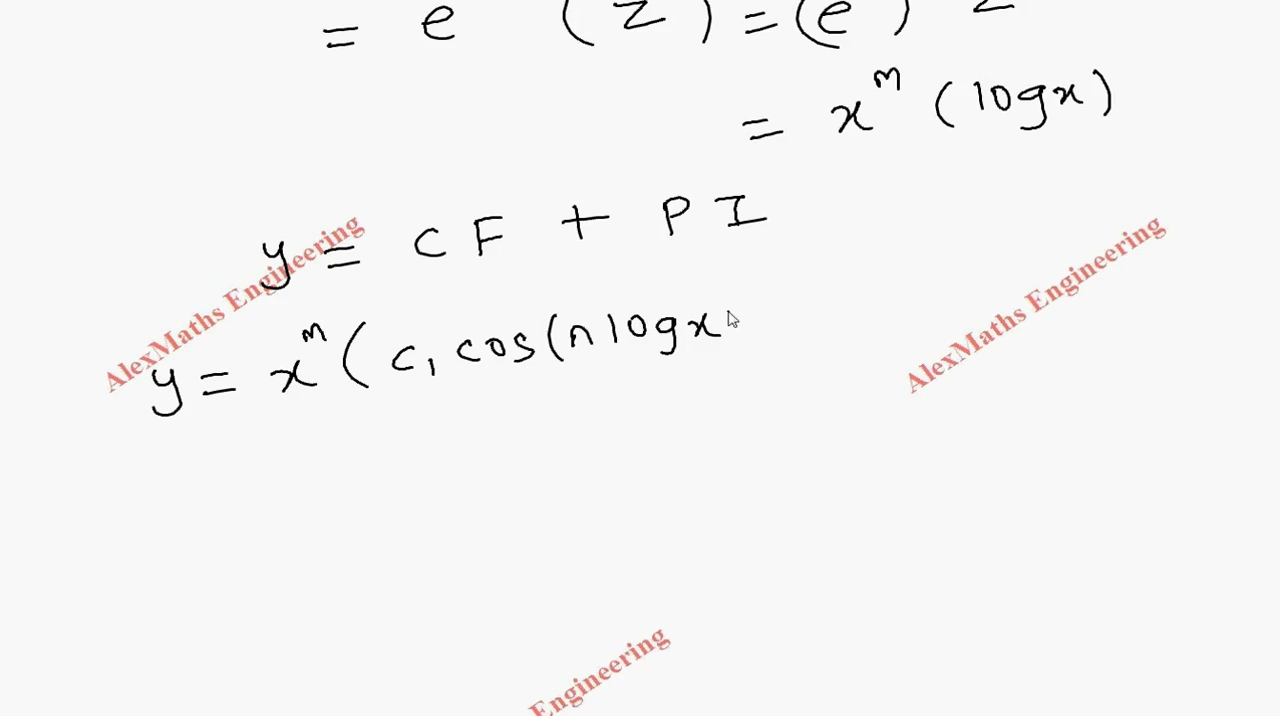 = e (z) = (e) z
= x^m (log x)
y = CF + PI
y = x^m (c₁ cos(n log x
AlexMaths Engineering
AlexMaths Engineering
Engineering